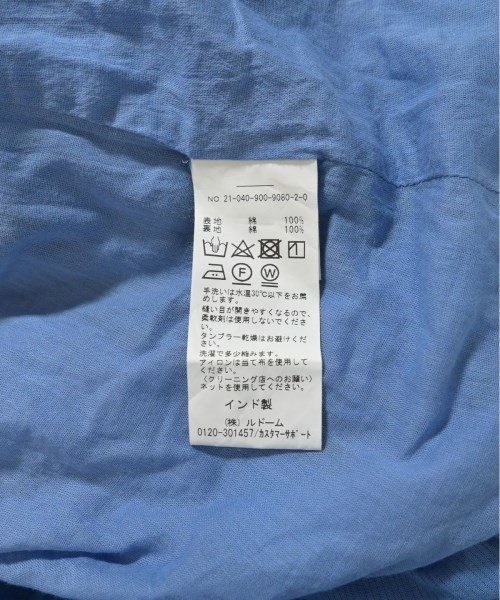 NO. 21-040-900-9080-2-0
表地 綿 100%
裏地 綿 100%
F W
手洗いは水温30℃以下をお薦
めします。
縫い目が開きやすくなるので、
柔軟剤は使用しないでくださ
い。
タンブラー乾燥はお避けくだ
さい。
洗濯で多少縮みます。
アイロンは当て布を使用して
ください。
〈クリーニング店へのお願い〉
ネットを使用してください。
インド製
(株) ルドーム
0120-301457/カスタマーサポート